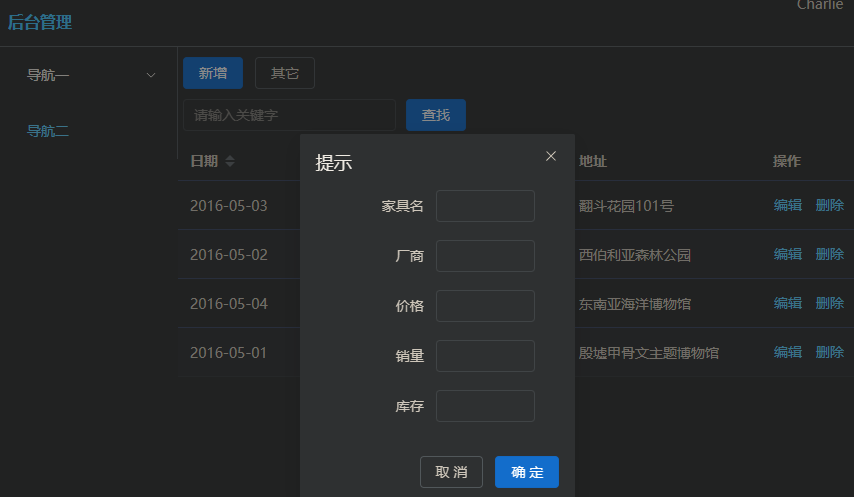 Charlie
后台管理
导航一
导航二
新增 其它
请输入关键字 查找
日期 地址 操作
2016-05-03 翻斗花园101号 编辑 删除
2016-05-02 西伯利亚森林公园 编辑 删除
2016-05-04 东南亚海洋博物馆 编辑 删除
2016-05-01 殷墟甲骨文主题博物馆 编辑 删除
提示
家具名
厂商
价格
销量
库存
取消 确定